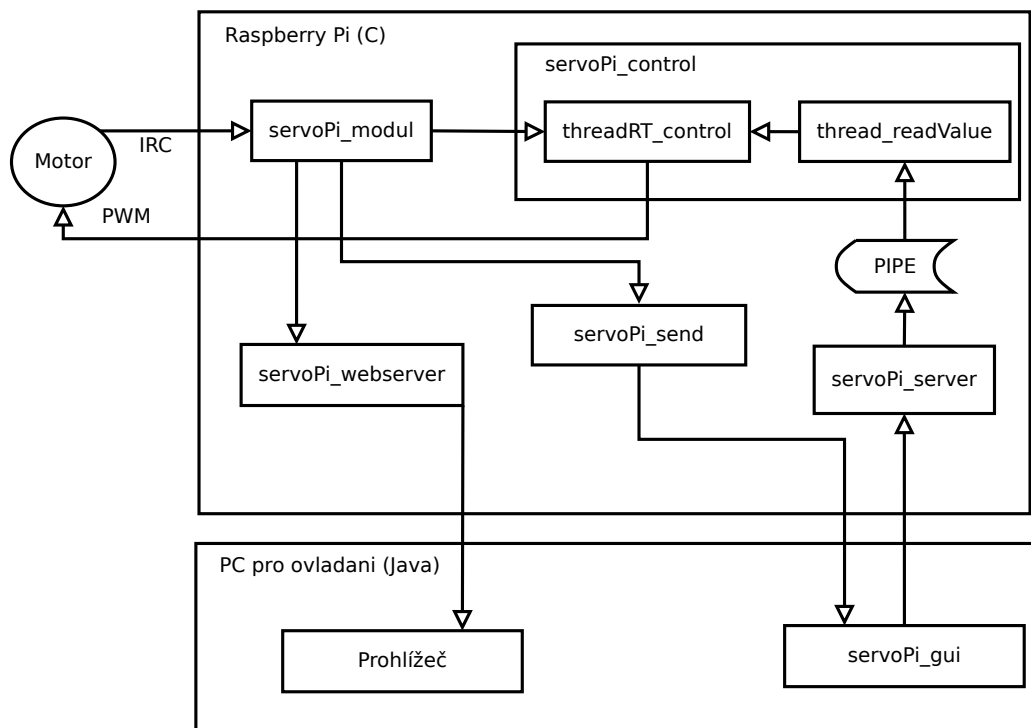 Raspberry Pi (C)
servoPi_control
servoPi_modul
threadRT_control
thread_readValue
IRC
Motor
PWM
PIPE
servoPi_send
servoPi_webserver
servoPi_server
PC pro ovladani (Java)
Prohlížeč
servoPi_gui